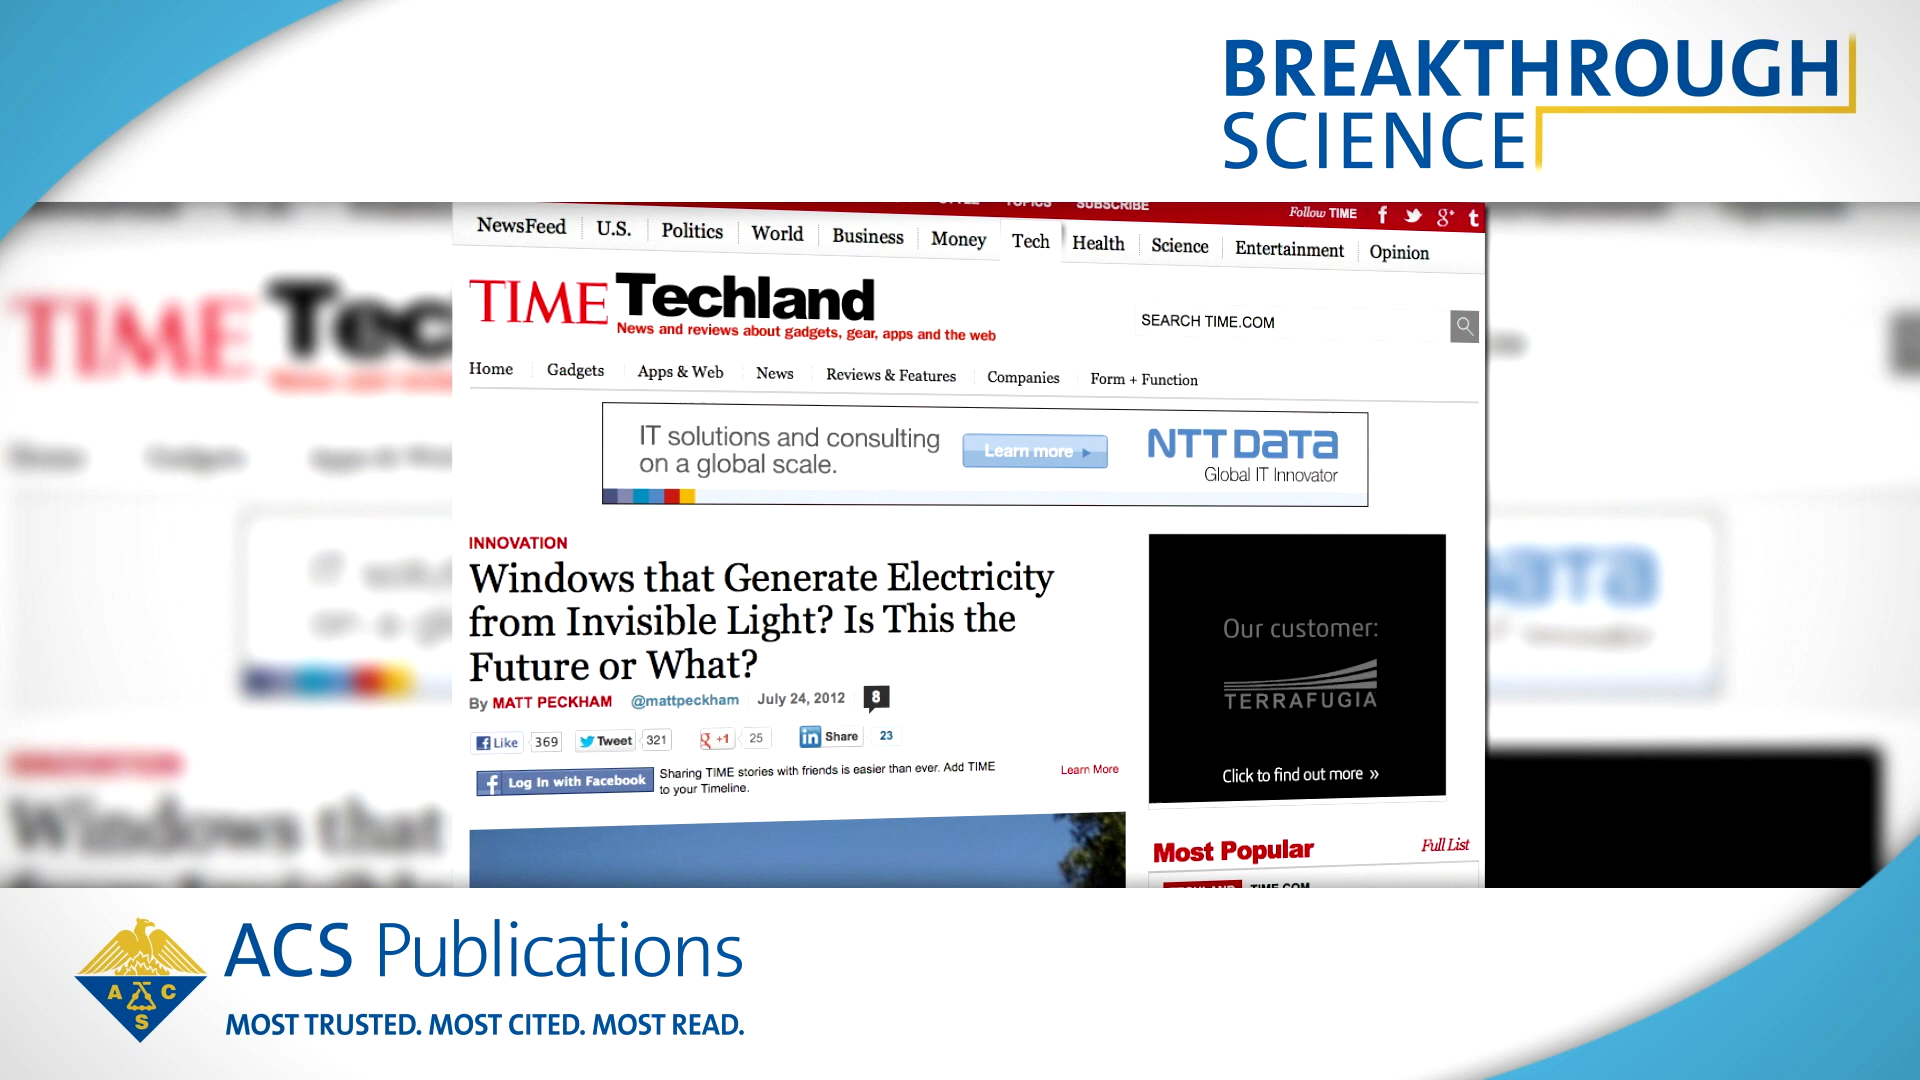 BREAKTHROUGH
SCIENCE
TOPICS SUBSCRIBE
Follow TIME
NewsFeed U.S. Politics World Business Money Tech Health Science Entertainment Opinion
TIME Techland
News and reviews about gadgets, gear, apps and the web
SEARCH TIME.COM
Home Gadgets Apps & Web News Reviews & Features Companies Form + Function
IT solutions and consulting
on a global scale.
Learn more
NTT DATA
Global IT Innovator
INNOVATION
Windows that Generate Electricity
from Invisible Light? Is This the
Future or What?
By MATT PECKHAM @mattpeckham July 24, 2012 8
Like 369 Tweet 321 +1 25 Share 23
Log In with Facebook
Sharing TIME stories with friends is easier than ever. Add TIME
to your Timeline.
Learn More
Our customer:
TERRAFUGIA
Click to find out more »
Most Popular
Full List
TIME.COM
ACS Publications
A C S
MOST TRUSTED. MOST CITED. MOST READ.